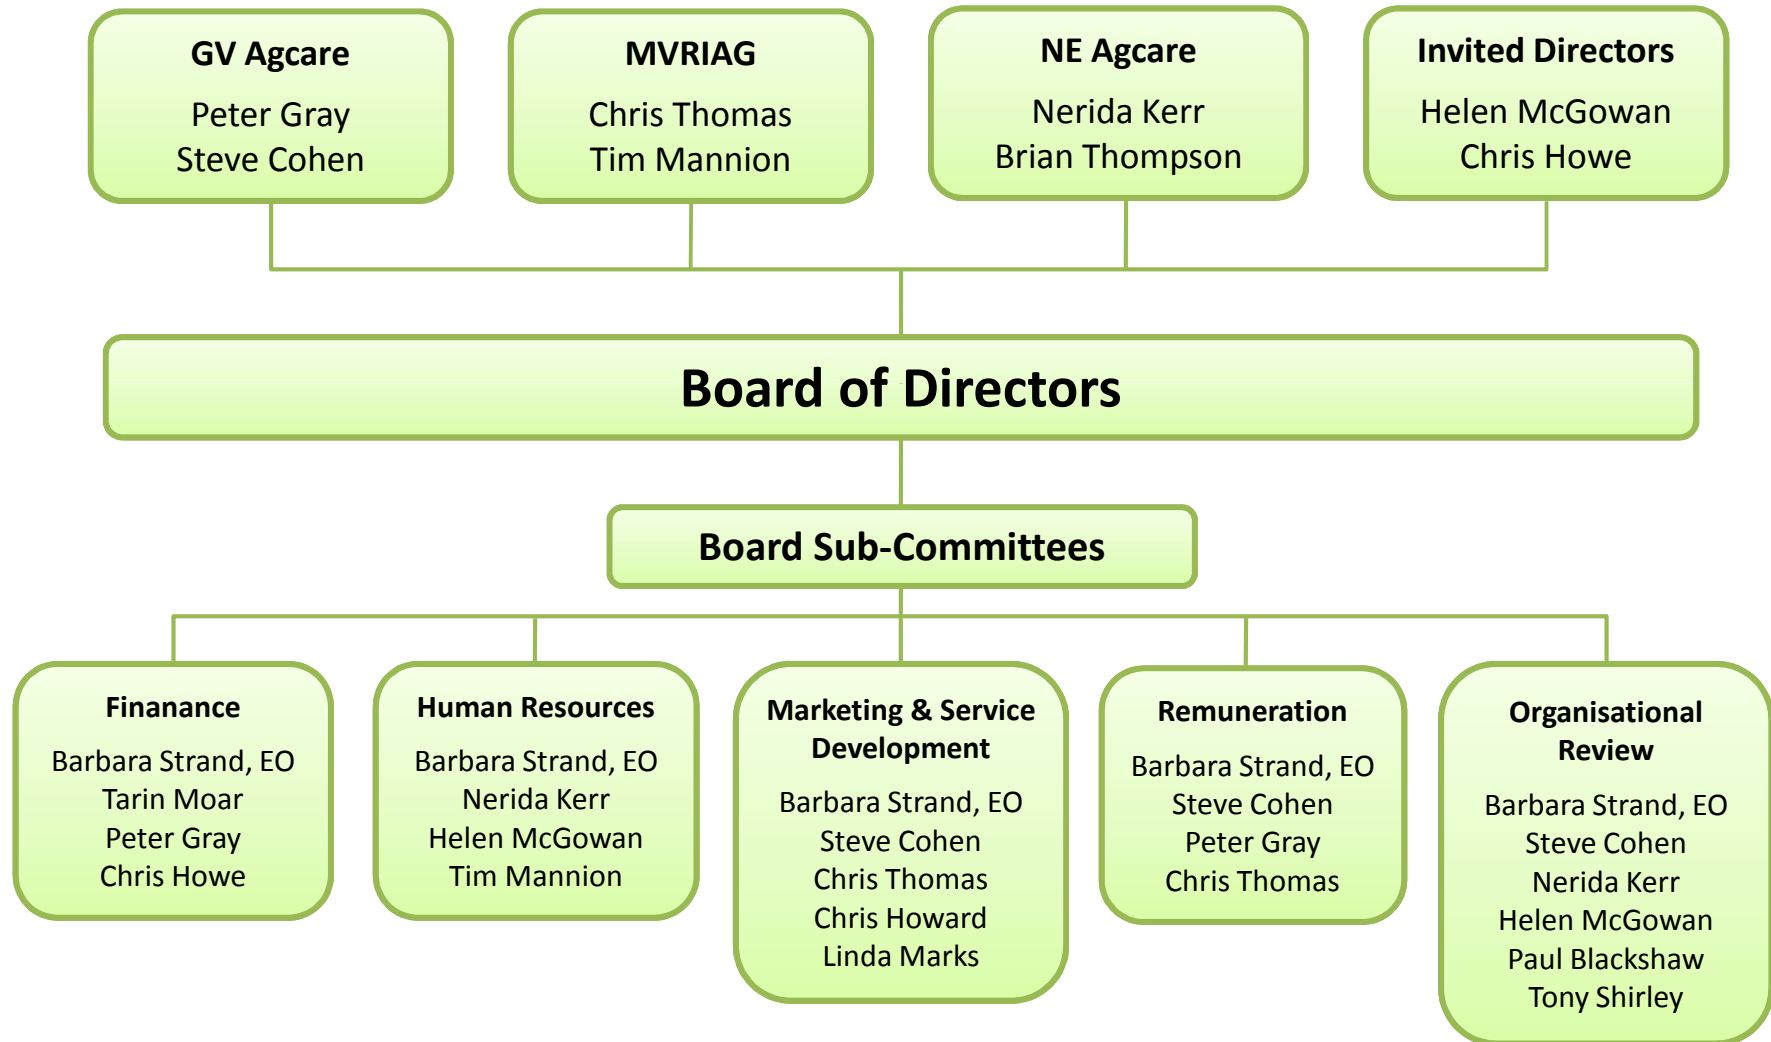 GV Agcare
Peter Gray
Steve Cohen
MVRIAG
Chris Thomas
Tim Mannion
NE Agcare
Nerida Kerr
Brian Thompson
Invited Directors
Helen McGowan
Chris Howe
Board of Directors
Board Sub-Committees
Finanance
Barbara Strand, EO
Tarin Moar
Peter Gray
Chris Howe
Human Resources
Barbara Strand, EO
Nerida Kerr
Helen McGowan
Tim Mannion
Marketing & Service
Development
Barbara Strand, EO
Steve Cohen
Chris Thomas
Chris Howard
Linda Marks
Remuneration
Barbara Strand, EO
Steve Cohen
Peter Gray
Chris Thomas
Organisational
Review
Barbara Strand, EO
Steve Cohen
Nerida Kerr
Helen McGowan
Paul Blackshaw
Tony Shirley